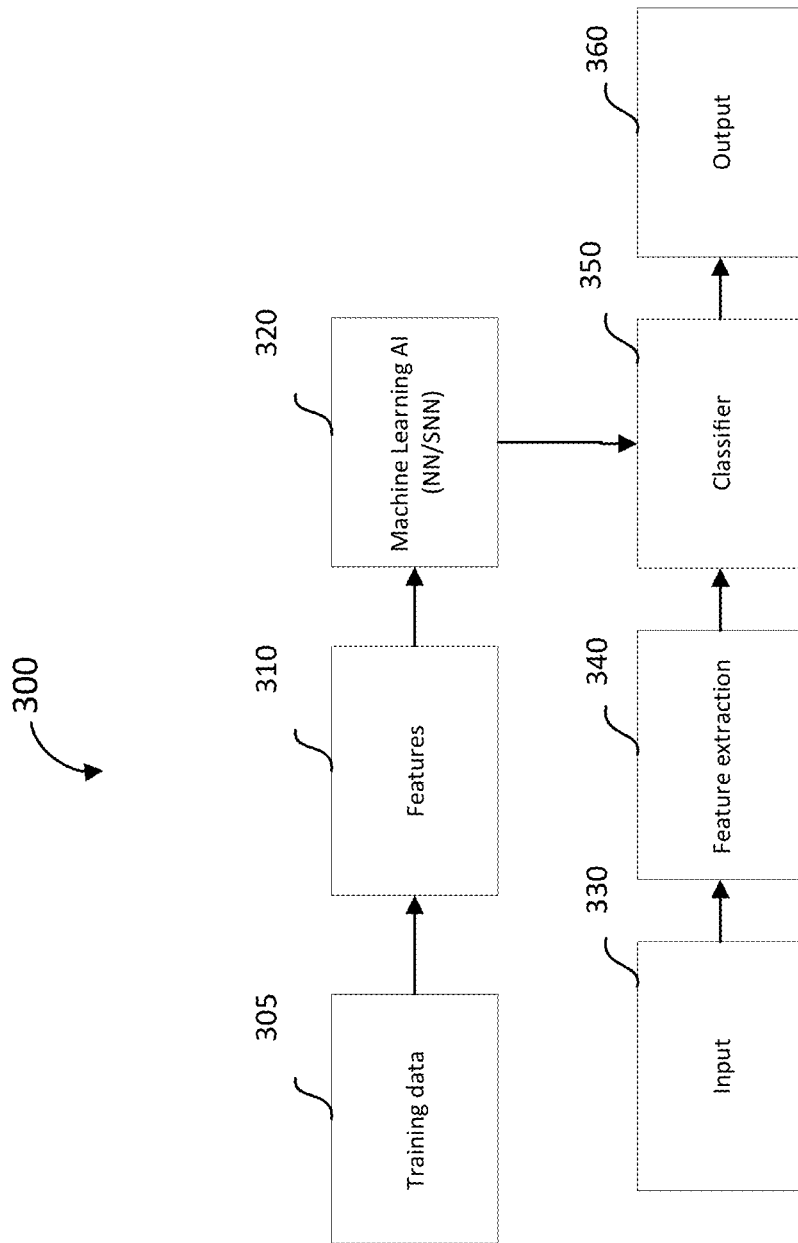 300
305
310
320
Training data
Features
Machine Learning AI
(NN/SNN)
330
340
350
360
Input
Feature extraction
Classifier
Output